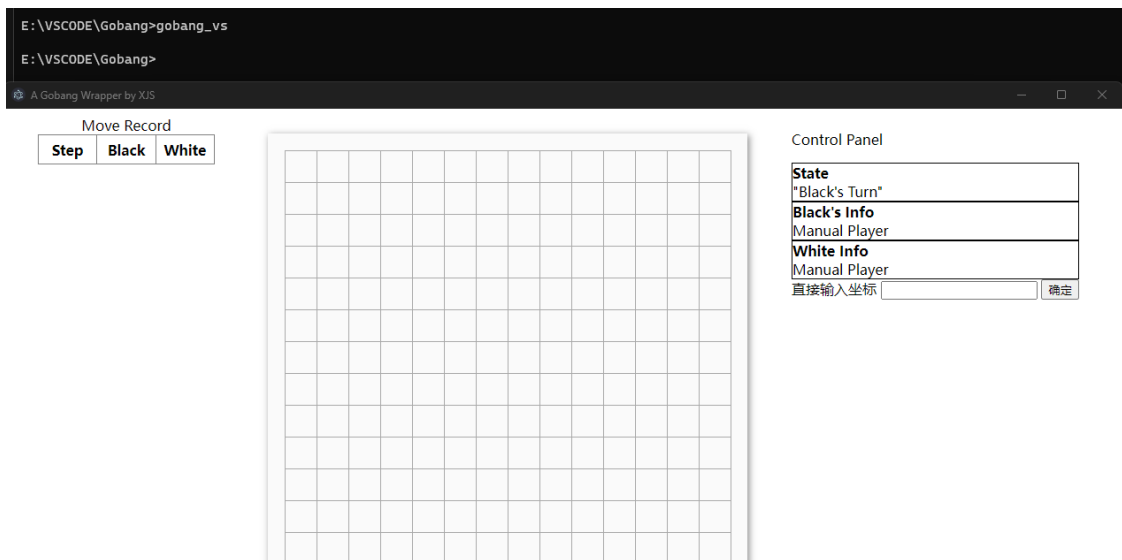 E:\VSCODE\Gobang>gobang_vs
E:\VSCODE\Gobang>
A Gobang Wrapper by XJS
Move Record
Step Black White
Control Panel
State
"Black's Turn"
Black's Info
Manual Player
White Info
Manual Player
直接输入坐标 确定